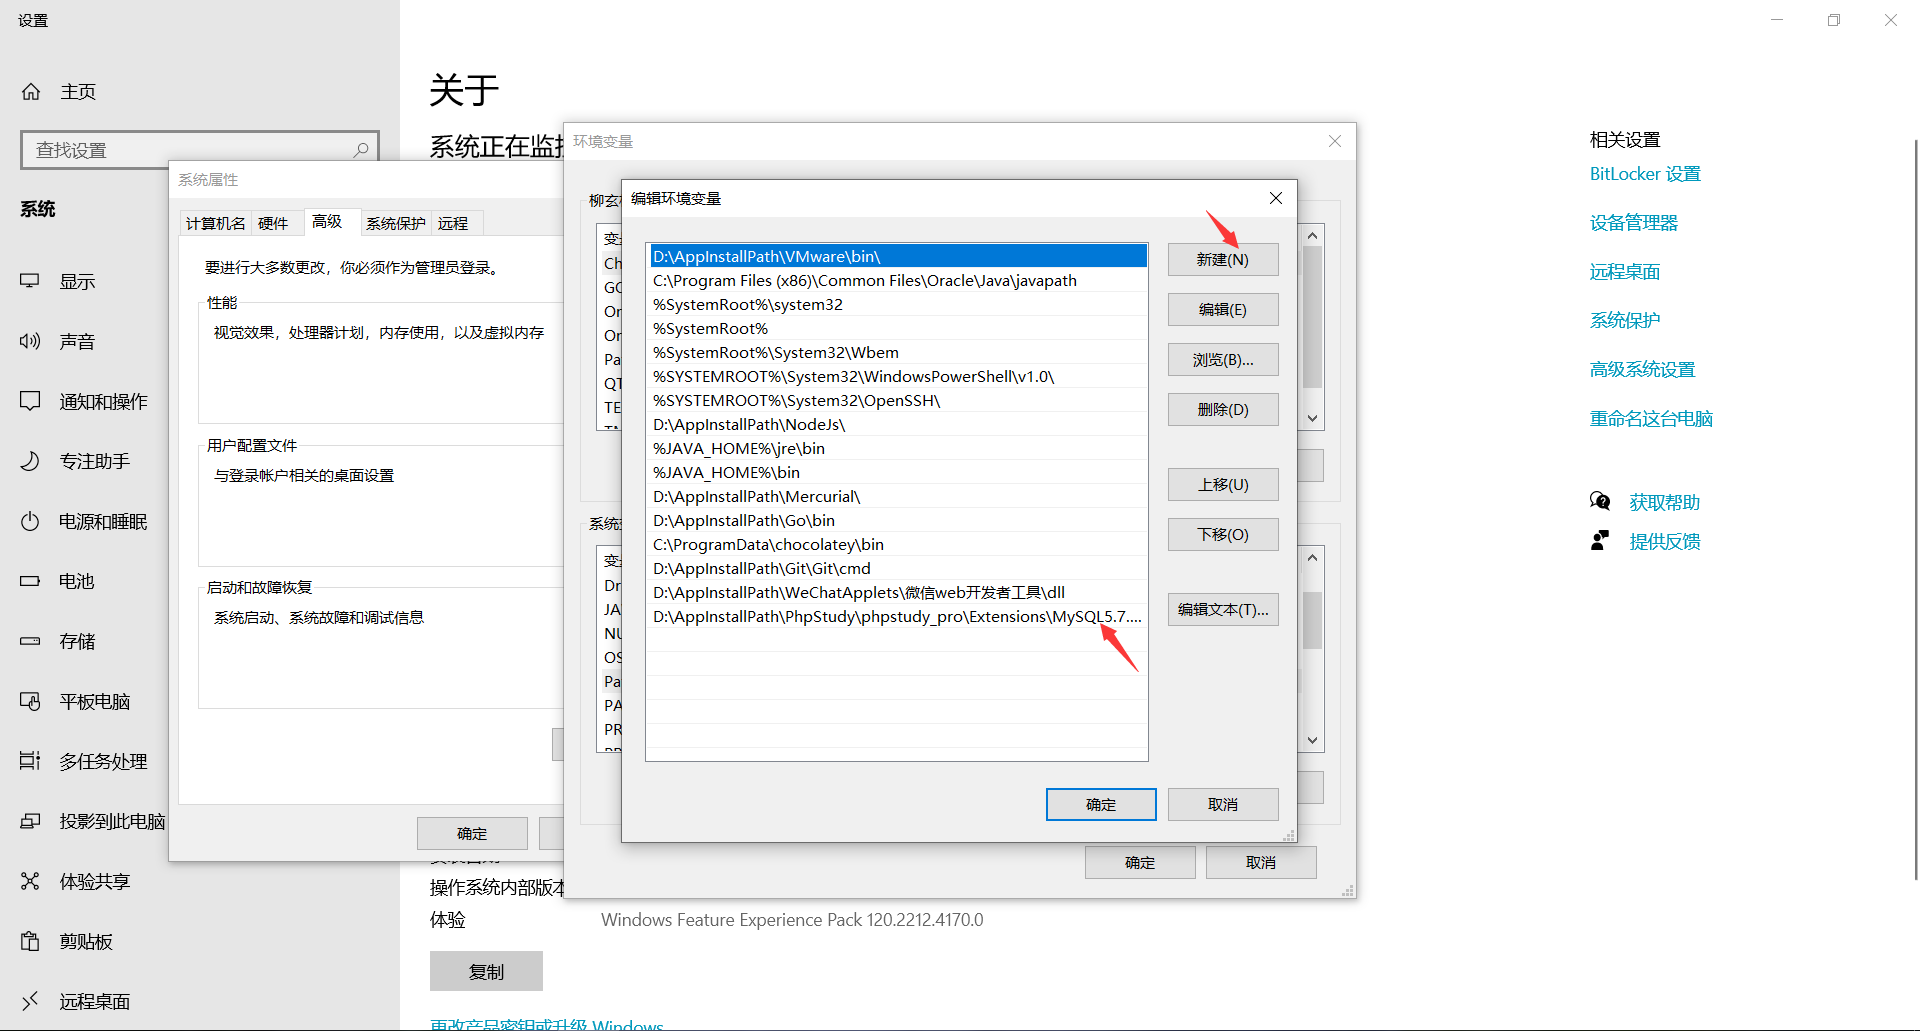 设置
主页
查找设置
系统
显示
声音
通知和操作
专注助手
电源和睡眠
电池
存储
平板电脑
多任务处理
投影到此电脑
体验共享
剪贴板
远程桌面
关于
系统正在监
系统属性
计算机名 硬件 高级 系统保护 远程
要进行大多数更改，你必须作为管理员登录。
性能
视觉效果，处理器计划，内存使用，以及虚拟内存
用户配置文件
与登录帐户相关的桌面设置
启动和故障恢复
系统启动、系统故障和调试信息
确定
环境变量
柳玄
变
Ch
GO
Or
Or
Pa
QT
TE
系统
变
Dr
JA
NU
OS
Pa
PA
PR
确定 取消
编辑环境变量
D:\AppInstallPath\VMware\bin\
C:\Program Files (x86)\Common Files\Oracle\Java\javapath
%SystemRoot%\system32
%SystemRoot%
%SystemRoot%\System32\Wbem
%SYSTEMROOT%\System32\WindowsPowerShell\v1.0\
%SYSTEMROOT%\System32\OpenSSH\
D:\AppInstallPath\NodeJs\
%JAVA_HOME%\jre\bin
%JAVA_HOME%\bin
D:\AppInstallPath\Mercurial\
D:\AppInstallPath\Go\bin
C:\ProgramData\chocolatey\bin
D:\AppInstallPath\Git\Git\cmd
D:\AppInstallPath\WeChatApplets\微信web开发者工具\dll
D:\AppInstallPath\PhpStudy\phpstudy_pro\Extensions\MySQL5.7....
新建(N)
编辑(E)
浏览(B)...
删除(D)
上移(U)
下移(O)
编辑文本(T)...
确定 取消
操作系统内部版本
体验 Windows Feature Experience Pack 120.2212.4170.0
复制
更改产品密钥或升级 Windows
相关设置
BitLocker 设置
设备管理器
远程桌面
系统保护
高级系统设置
重命名这台电脑
获取帮助
提供反馈